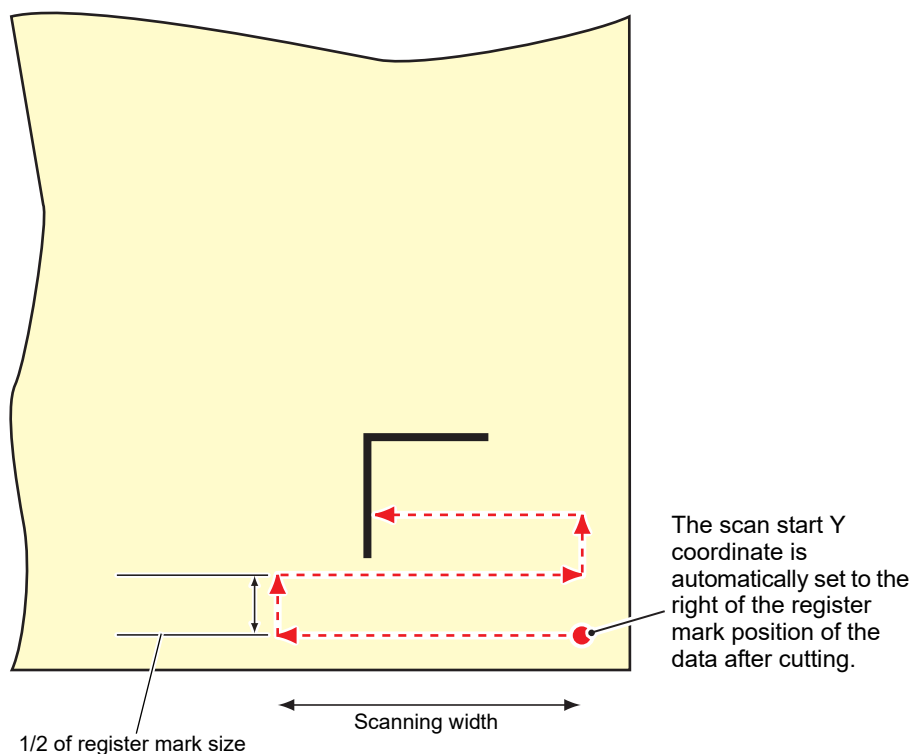 The scan start Y
coordinate is
automatically set to the
right of the register
mark position of the
data after cutting.
Scanning width
1/2 of register mark size